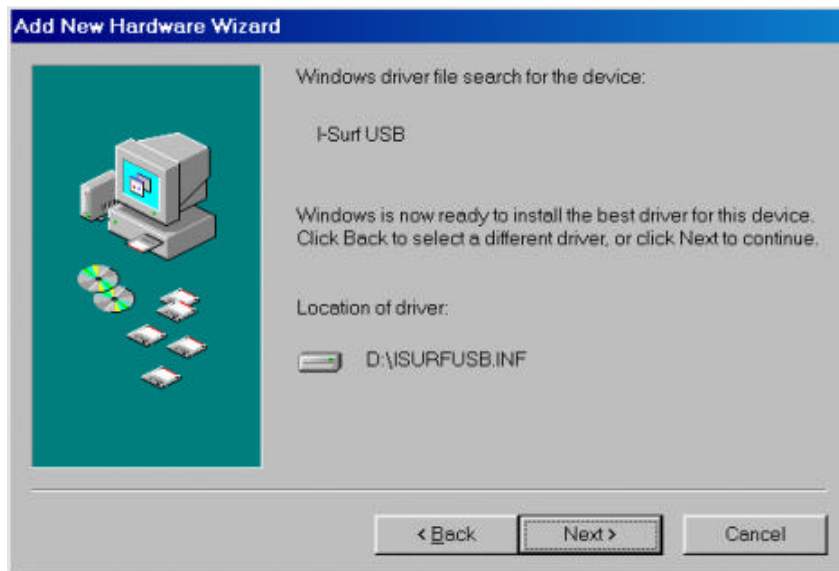 Add New Hardware Wizard
Windows driver file search for the device:
I-Surf USB
Windows is now ready to install the best driver for this device.
Click Back to select a different driver, or click Next to continue.
Location of driver:
D:\ISURFUSB.INF
< Back
Next >
Cancel